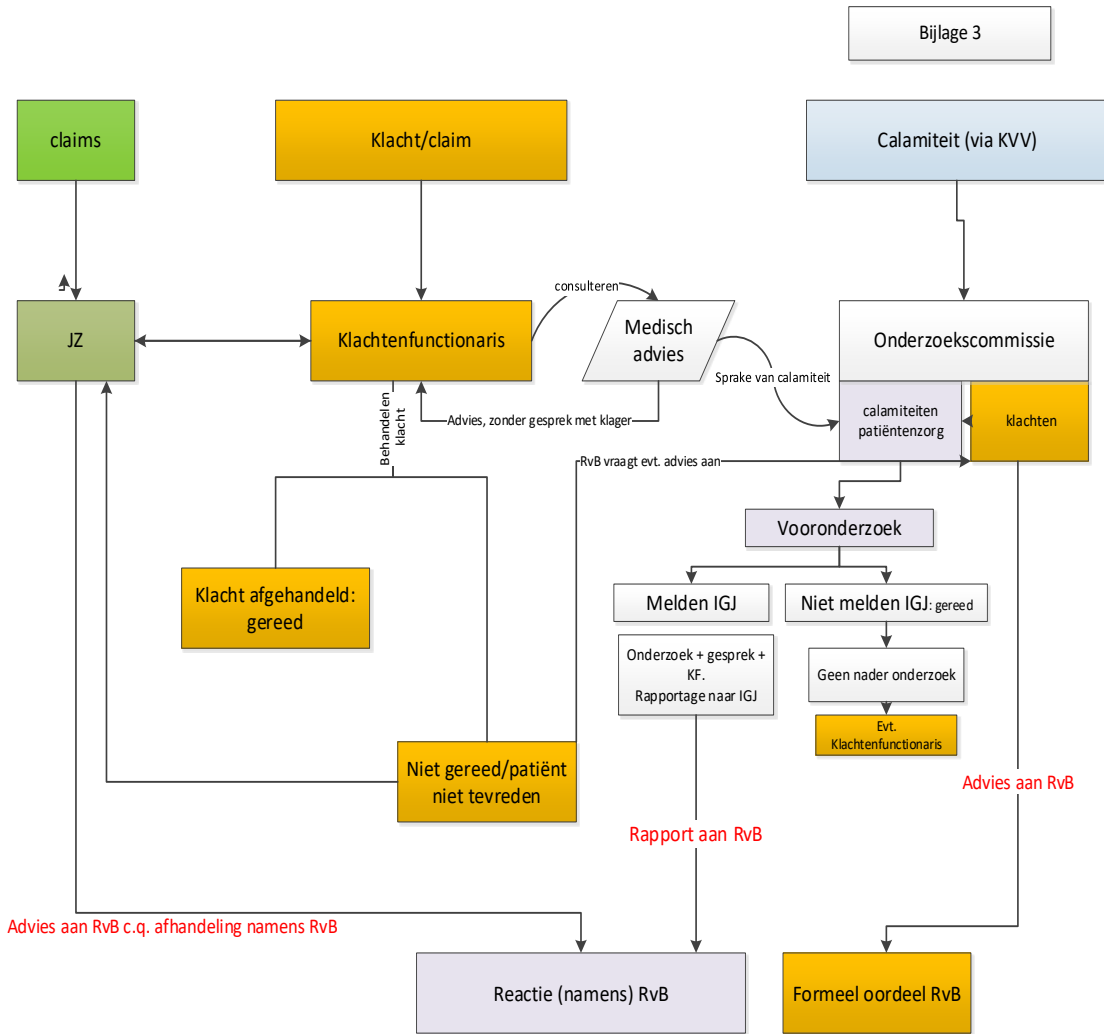 Bijlage 3
claims
Klacht/claim
Calamiteit (via KVV)
consulteren
JZ
Klachtenfunctionaris
Medisch
advies
Onderzoekscommissie
Sprake van calamiteit
calamiteiten
patiëntenzorg
klachten
Behandelen
klacht
Advies, zonder gesprek met klager
RvB vraagt evt. advies aan
Vooronderzoek
Klacht afgehandeld:
gereed
Melden IGJ
Niet melden IGJ: gereed
Onderzoek + gesprek +
KF.
Rapportage naar IGJ
Geen nader onderzoek
Evt.
Klachtenfunctionaris
Niet gereed/patiënt
niet tevreden
Advies aan RvB
Rapport aan RvB
Advies aan RvB c.q. afhandeling namens RvB
Reactie (namens) RvB
Formeel oordeel RvB